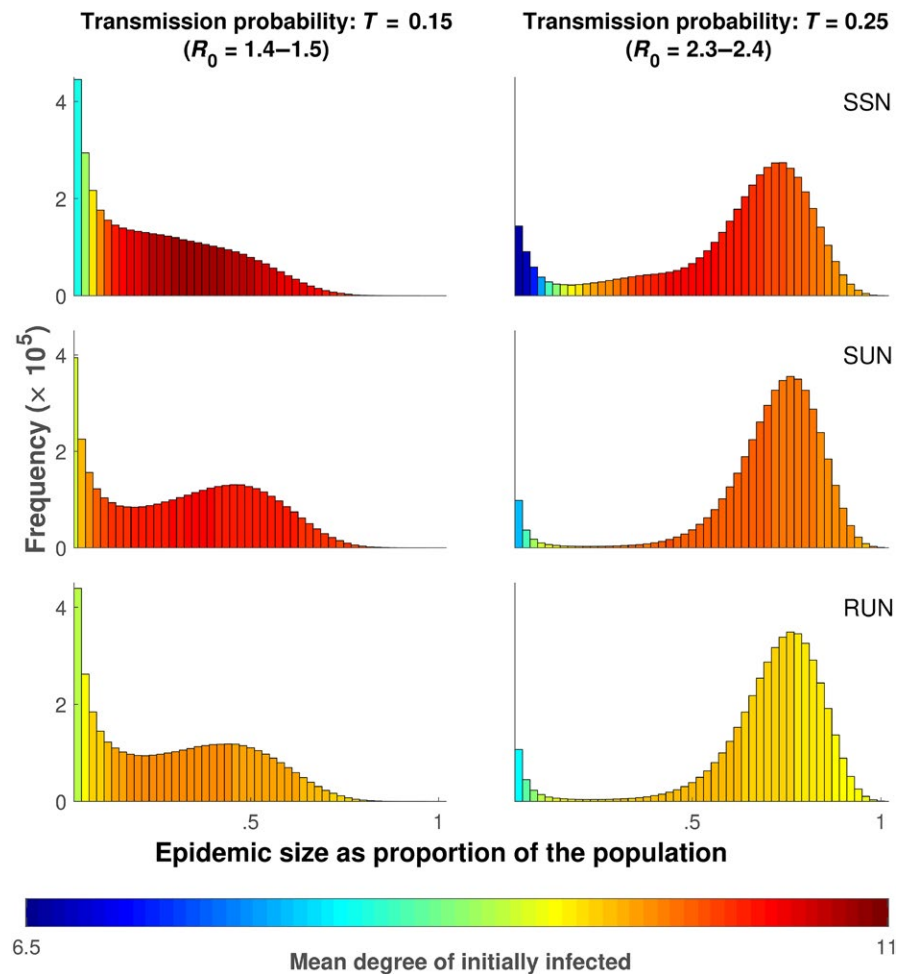 Transmission probability: T = 0.15
(R0 = 1.4–1.5)
Transmission probability: T = 0.25
(R0 = 2.3–2.4)
4
2
0
SSN
4
2
0
SUN
4
2
0
RUN
Frequency (× 10^5)
.5
1
.5
1
Epidemic size as proportion of the population
6.5
11
Mean degree of initially infected